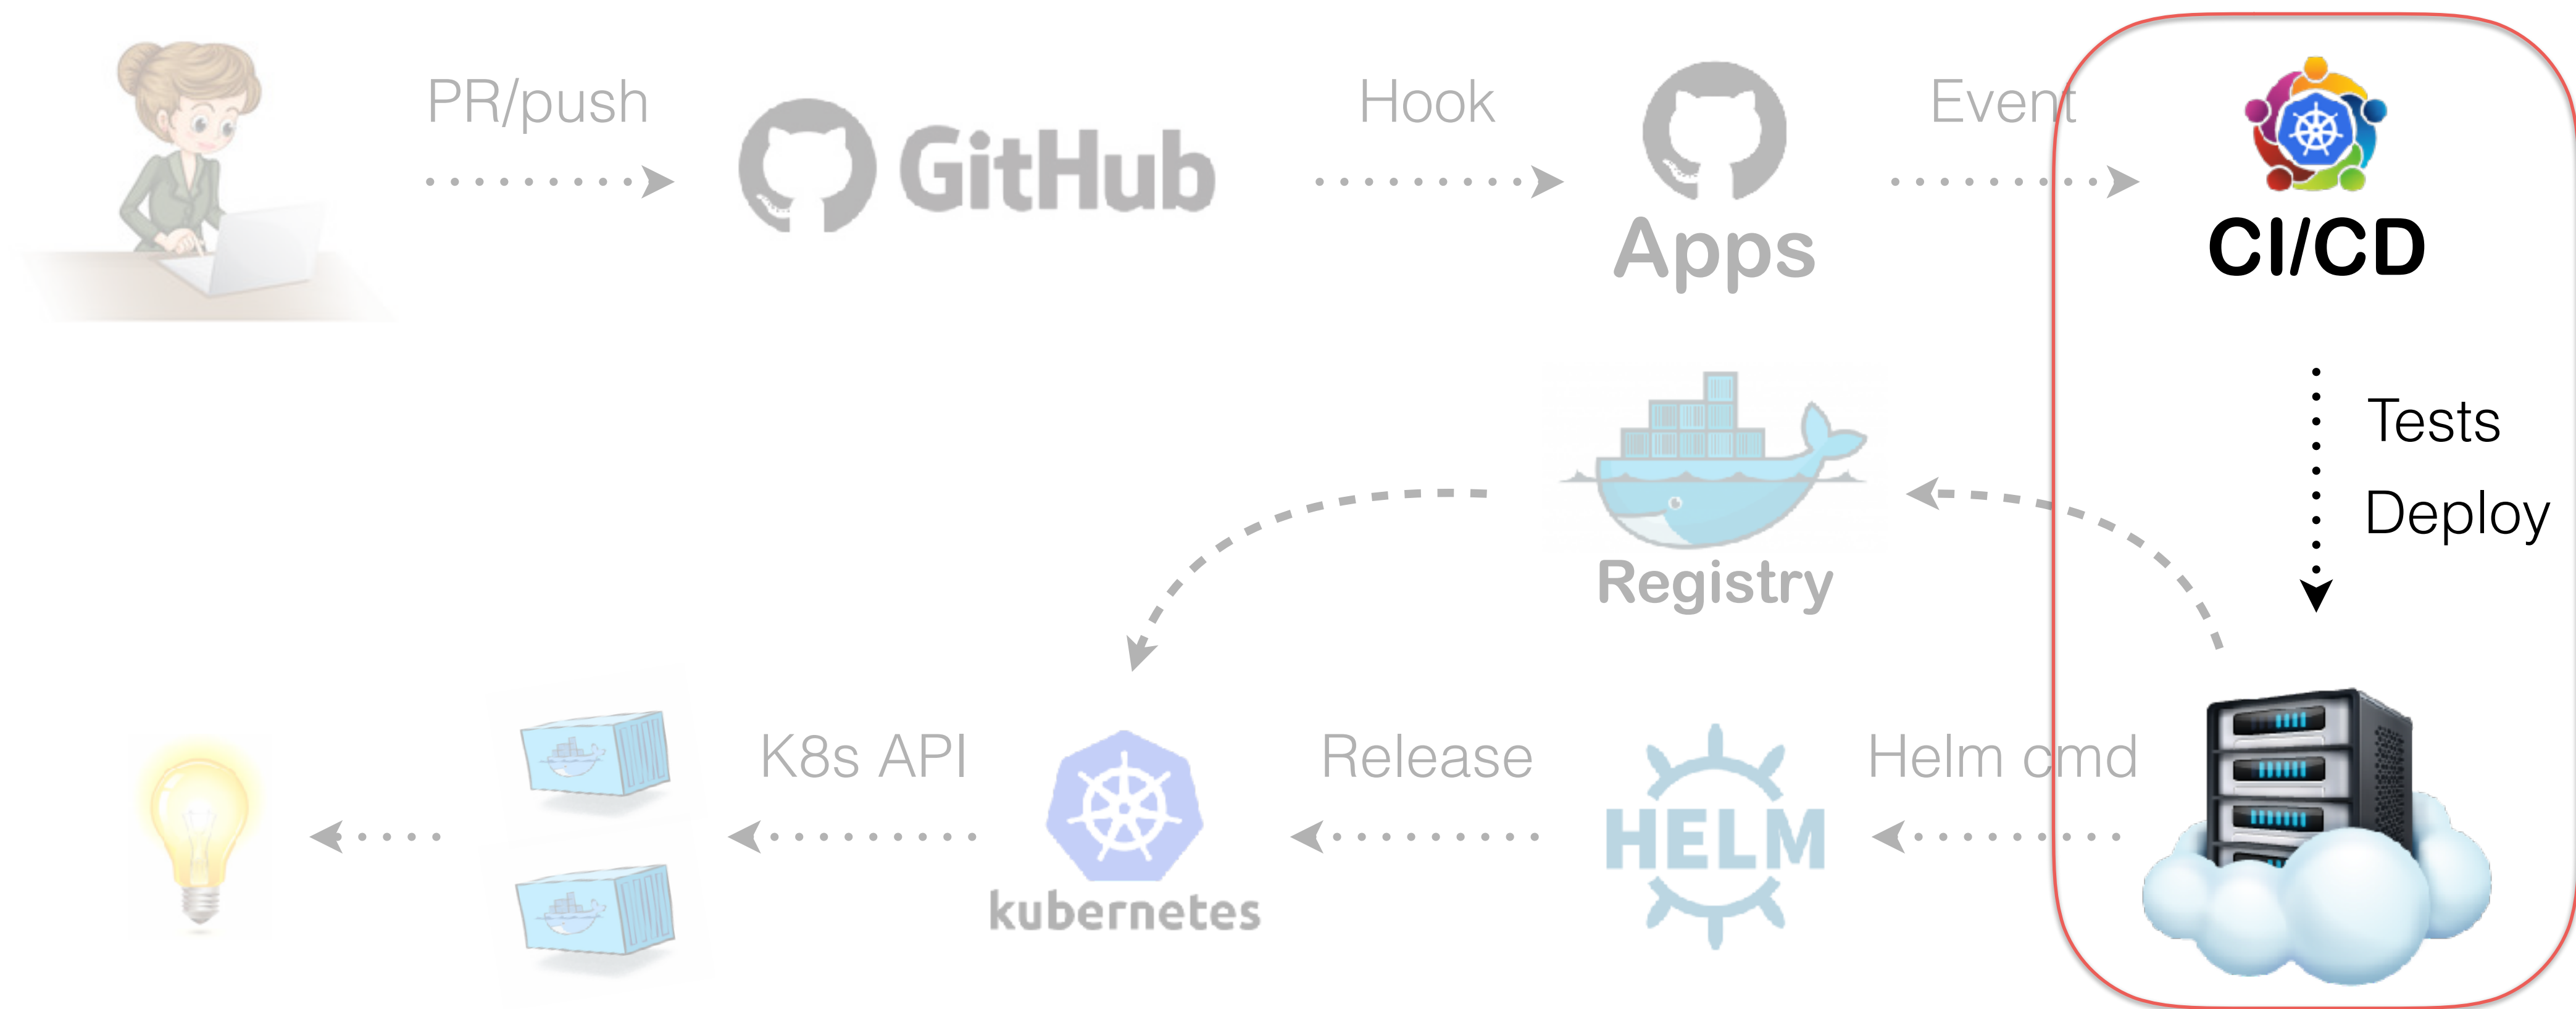 PR/push
GitHub
Hook
Apps
Event
CI/CD
Tests
Deploy
Registry
K8s API
kubernetes
Release
HELM
Helm cmd